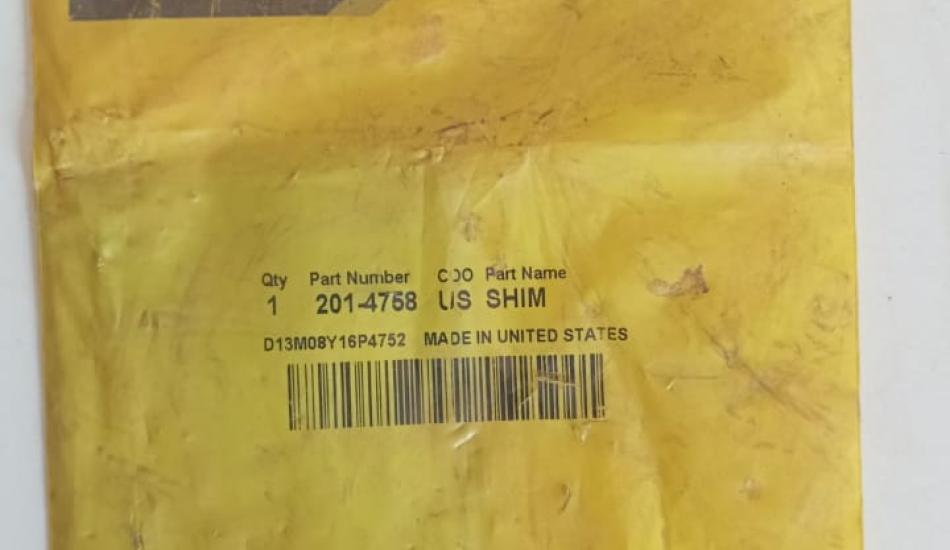 Qty Part Number COO Part Name
1 201-4758 US SHIM
D13M08Y16P4752 MADE IN UNITED STATES